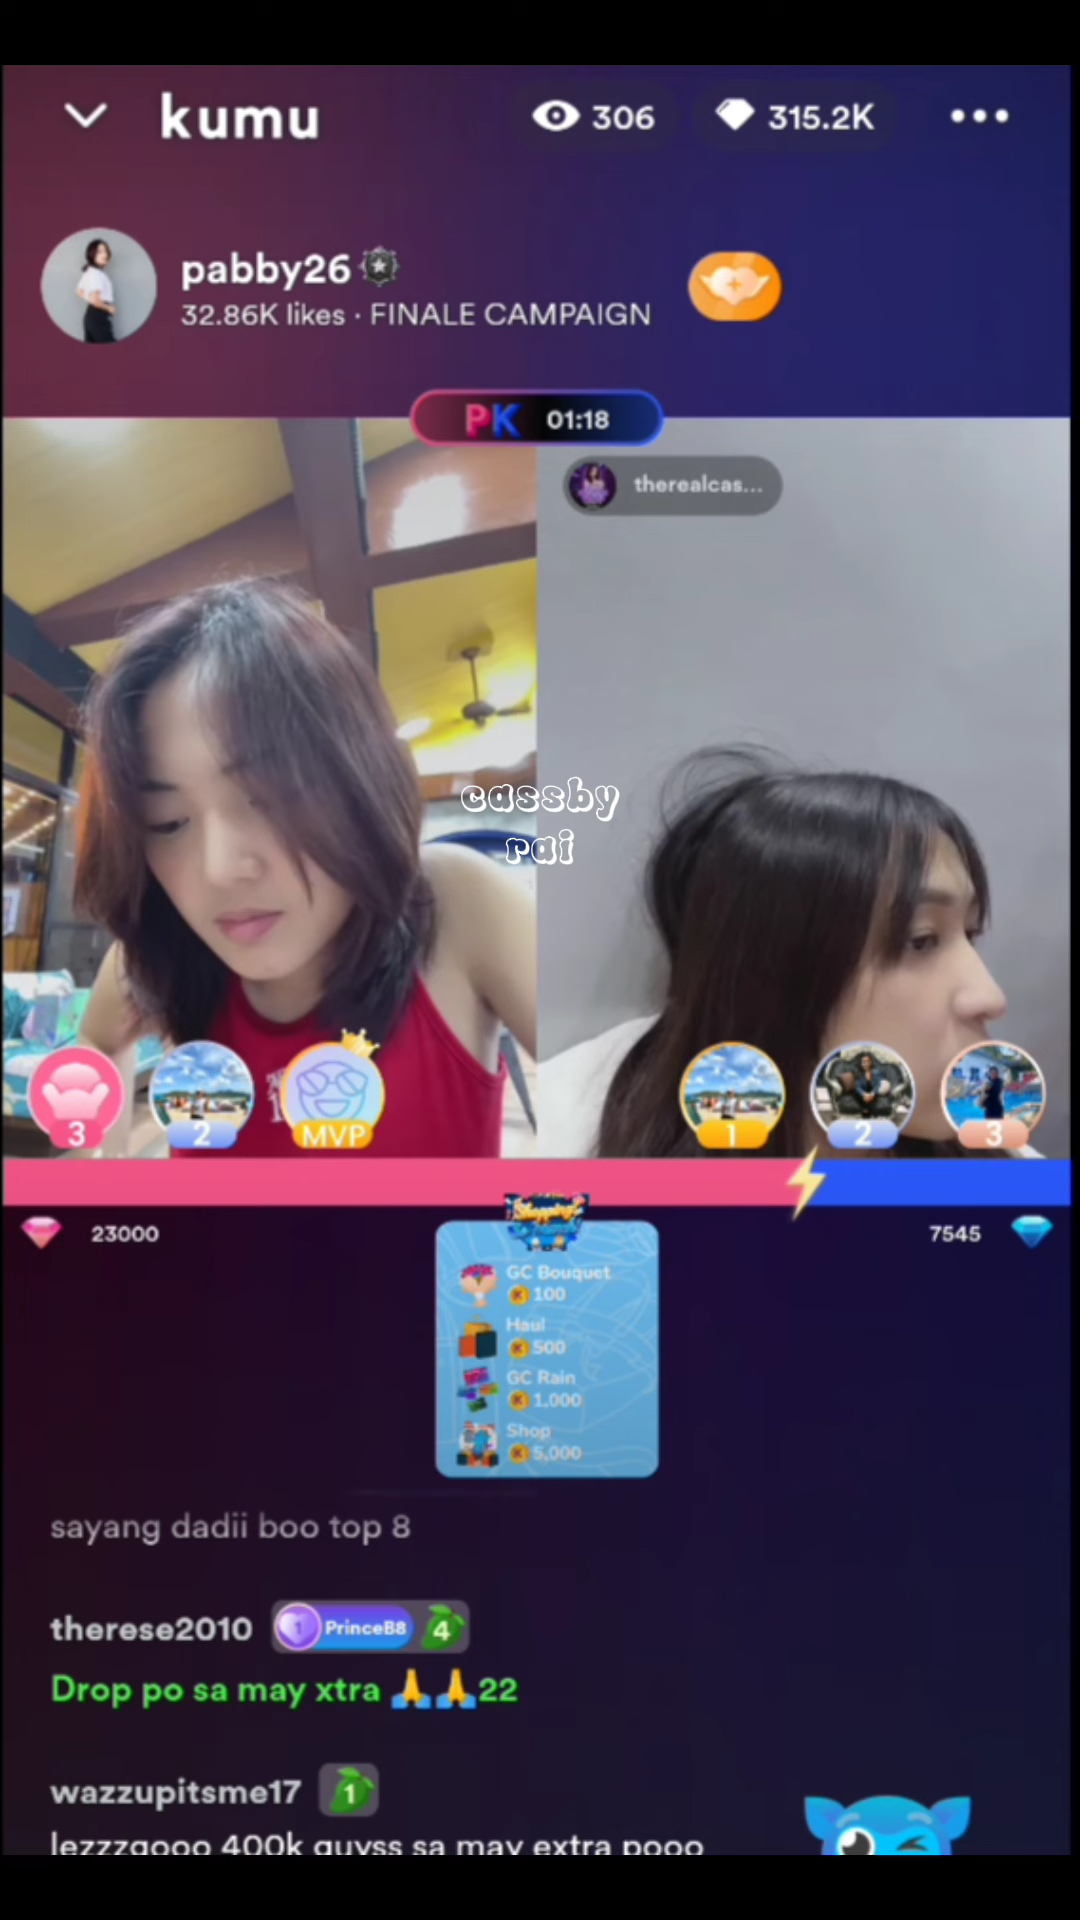 kumu 306 315.2K
pabby26
32.86K likes · FINALE CAMPAIGN
PK 01:18
therealcas...
cassby
rai
3 2 MVP 1 2 3
23000 7545
Shopping
GC Bouquet
100
Haul
500
GC Rain
1,000
Shop
5,000
sayang dadii boo top 8
therese2010 1 PrinceB8 4
Drop po sa may xtra 🙏🙏22
wazzupitsme17 1
lezzzgooo 400k guyss sa may extra pooo